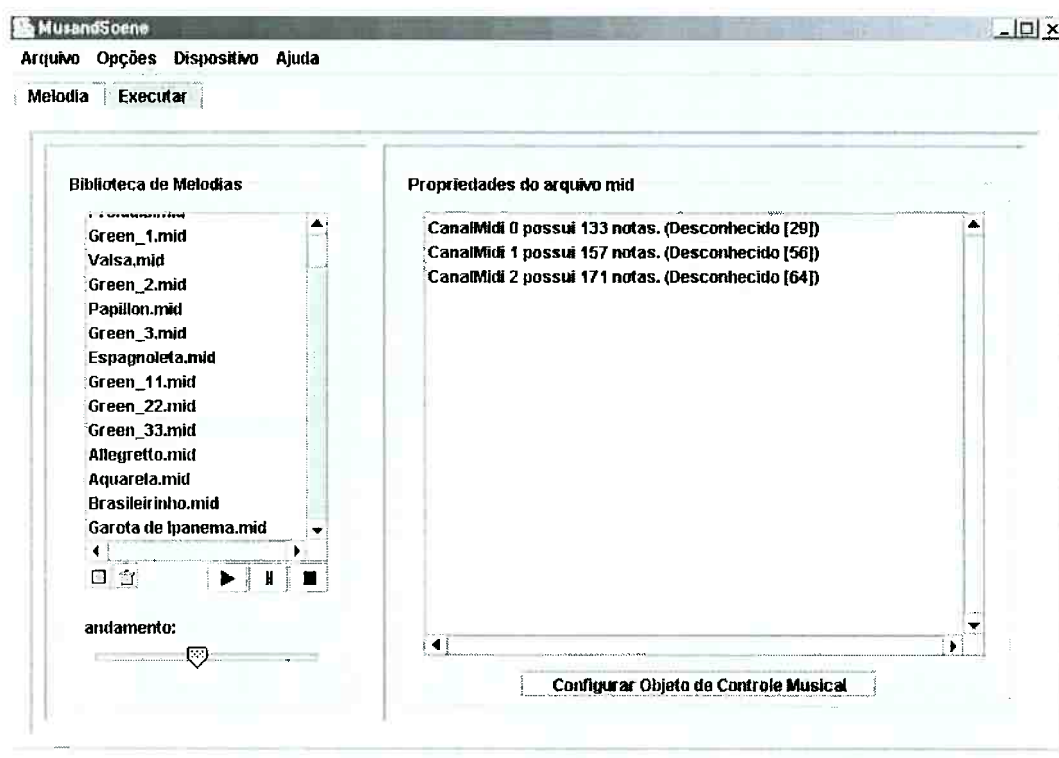 MusandScene
Arquivo Opções Dispositivo Ajuda
Melodia Executar
Biblioteca de Melodias
Green_1.mid
Valsa.mid
Green_2.mid
Papillon.mid
Green_3.mid
Espagnoleta.mid
Green_11.mid
Green_22.mid
Green_33.mid
Allegretto.mid
Aquarela.mid
Brasileirinho.mid
Garota de Ipanema.mid
andamento:
Propriedades do arquivo mid
CanalMidi 0 possui 133 notas. (Desconhecido [29])
CanalMidi 1 possui 157 notas. (Desconhecido [56])
CanalMidi 2 possui 171 notas. (Desconhecido [64])
Configurar Objeto de Controle Musical